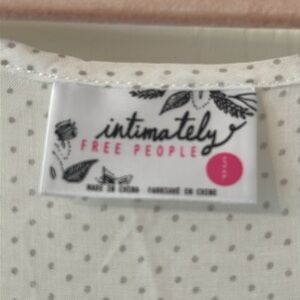 intimately
FREE PEOPLE
MADE IN CHINA FABRIQUÉ EN CHINE